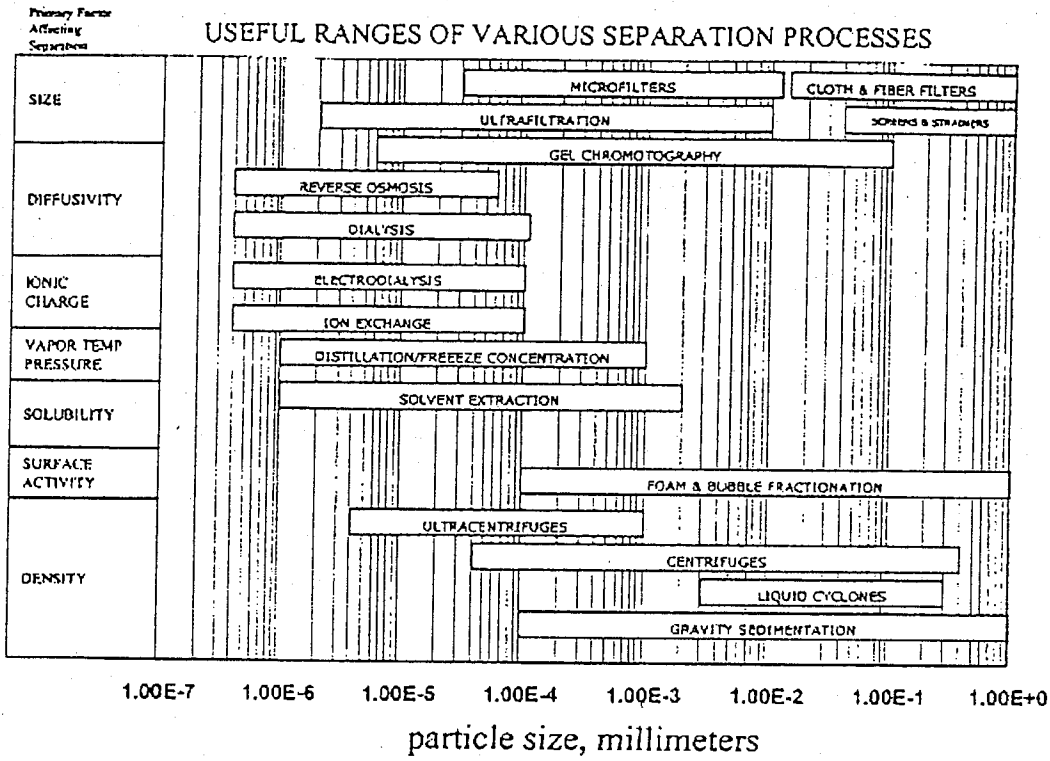 Primary Factor
Affecting
Separation
USEFUL RANGES OF VARIOUS SEPARATION PROCESSES
SIZE
MICROFILTERS
CLOTH & FIBER FILTERS
ULTRAFILTRATION
SCREENS & STRAINERS
GEL CHROMOTOGRAPHY
DIFFUSIVITY
REVERSE OSMOSIS
DIALYSIS
IONIC
CHARGE
ELECTRODIALYSIS
ION EXCHANGE
VAPOR TEMP
PRESSURE
DISTILLATION/FREEEZE CONCENTRATION
SOLUBILITY
SOLVENT EXTRACTION
SURFACE
ACTIVITY
FOAM & BUBBLE FRACTIONATION
DENSITY
ULTRACENTRIFUGES
CENTRIFUGES
LIQUID CYCLONES
GRAVITY SEDIMENTATION
1.00E-7 1.00E-6 1.00E-5 1.00E-4 1.00E-3 1.00E-2 1.00E-1 1.00E+0
particle size, millimeters